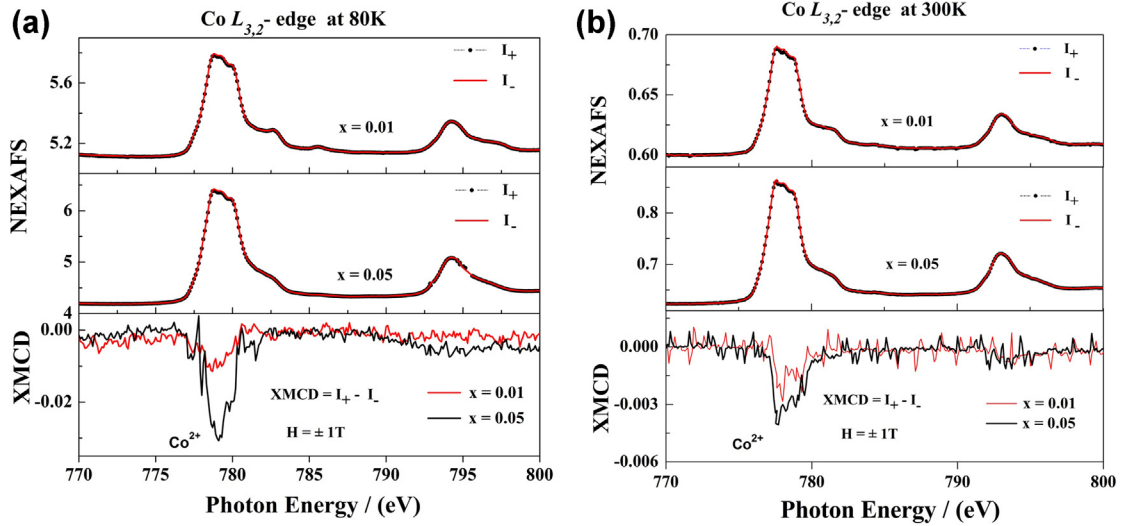 (a)
Co L3,2- edge at 80K
NEXAFS
5.6
5.2
I+
I-
x = 0.01
6
5
4
I+
I-
x = 0.05
XMCD
0.00
-0.02
XMCD = I+ - I-
H = ± 1T
Co2+
x = 0.01
x = 0.05
770 775 780 785 790 795 800
Photon Energy / (eV)
(b)
Co L3,2- edge at 300K
NEXAFS
0.70
0.65
0.60
I+
I-
x = 0.01
0.8
0.7
I+
I-
x = 0.05
XMCD
0.000
-0.003
-0.006
XMCD = I+ - I-
H = ± 1T
Co2+
x = 0.01
x = 0.05
770 780 790 800
Photon Energy / (eV)